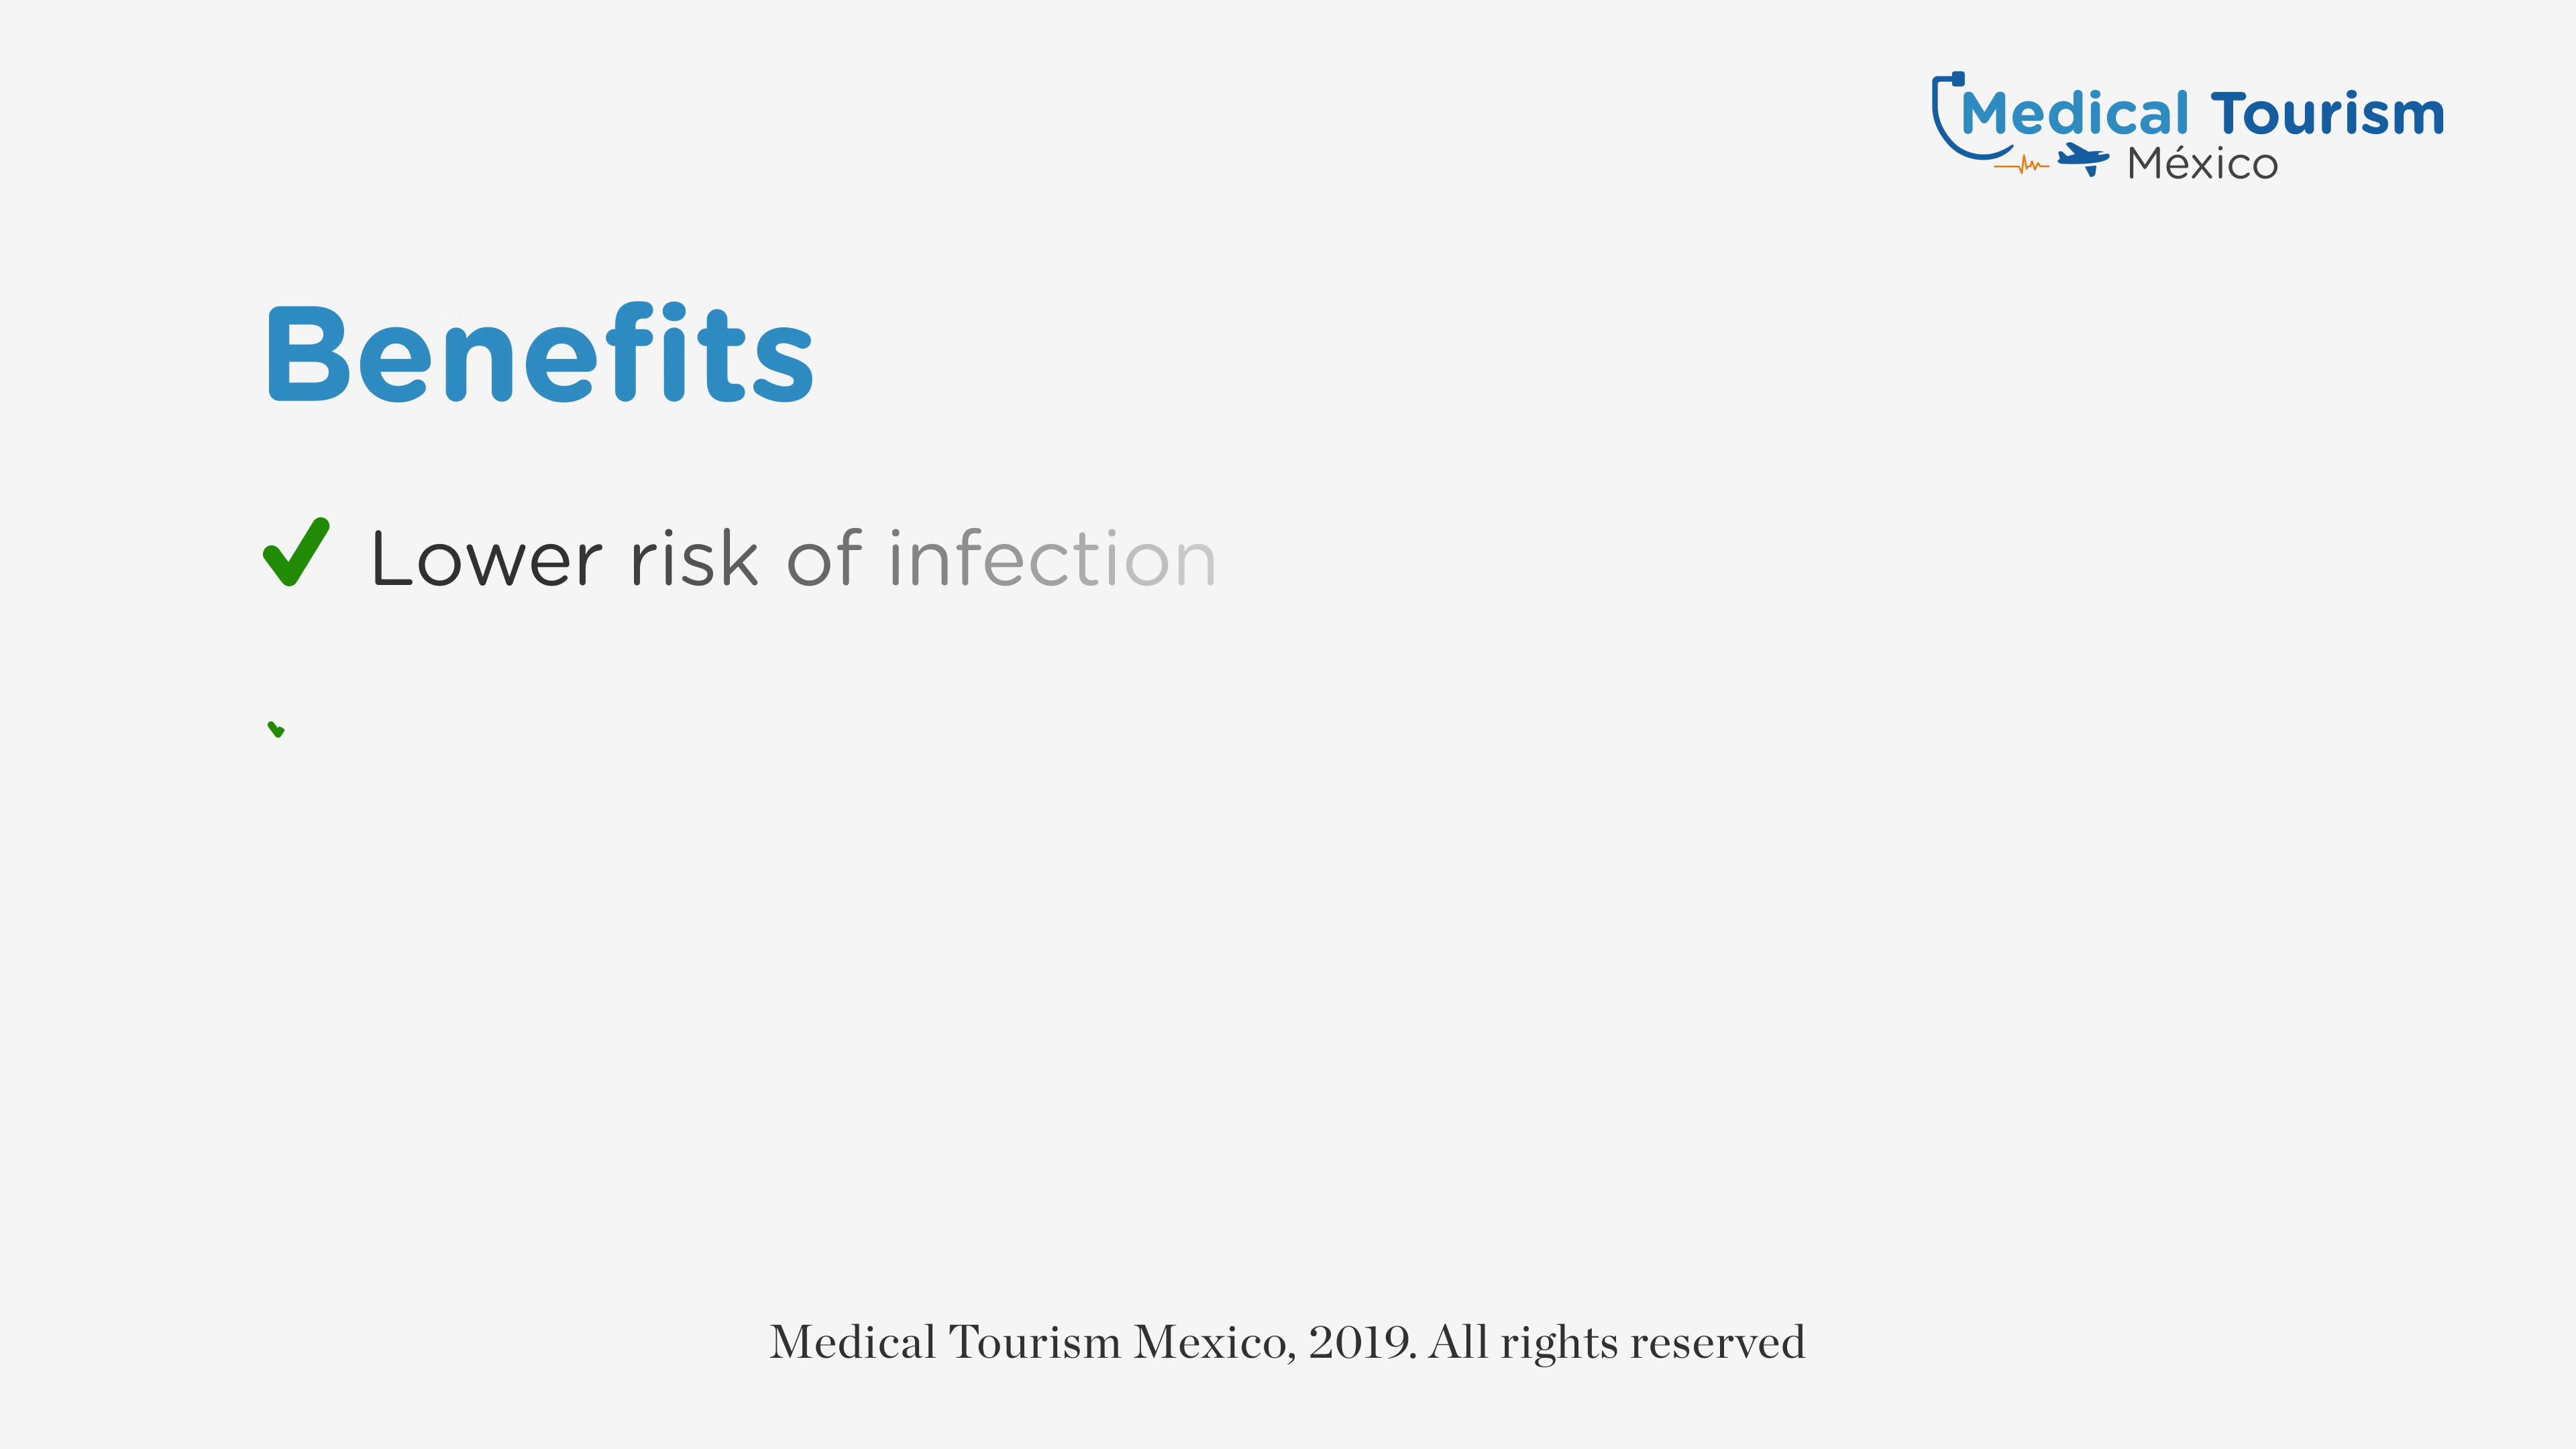 Medical Tourism
México
Benefits
Lower risk of infection
Medical Tourism Mexico, 2019. All rights reserved